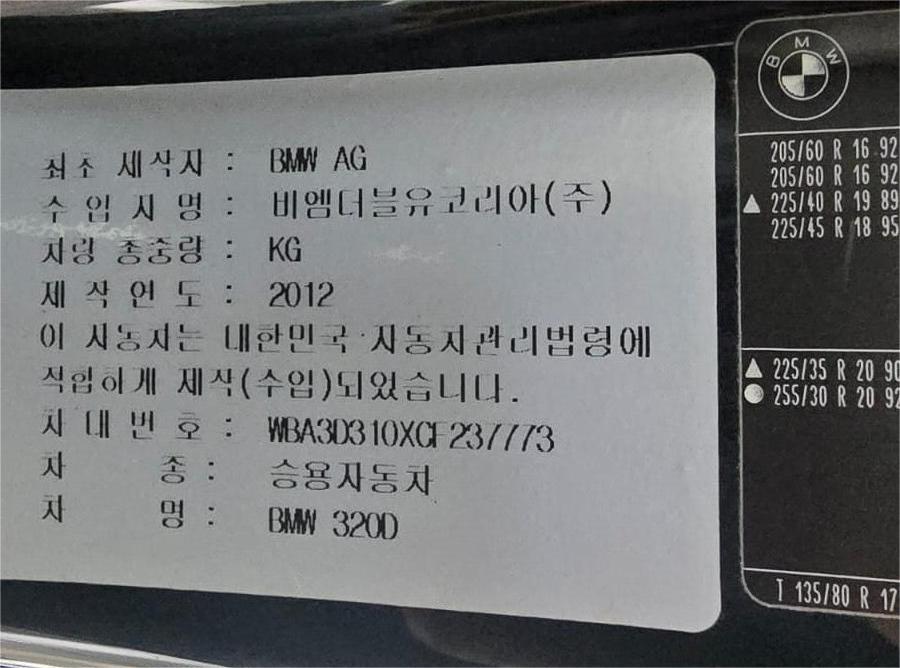 최초 제작자 : BMW AG
수입자명 : 비엠더블유코리아(주)
차량 총중량 : KG
제작연도 : 2012
이 자동차는 대한민국 자동차관리법령에
적합하게 제작(수입)되었습니다.
차대번호 : WBA3D310XCF237773
차 종 : 승용자동차
차 명 : BMW 320D
BMW
205/60 R 16 92
205/60 R 16 92
▲ 225/40 R 19 89
225/45 R 18 95
▲ 225/35 R 20 90
● 255/30 R 20 92
T 135/80 R 17